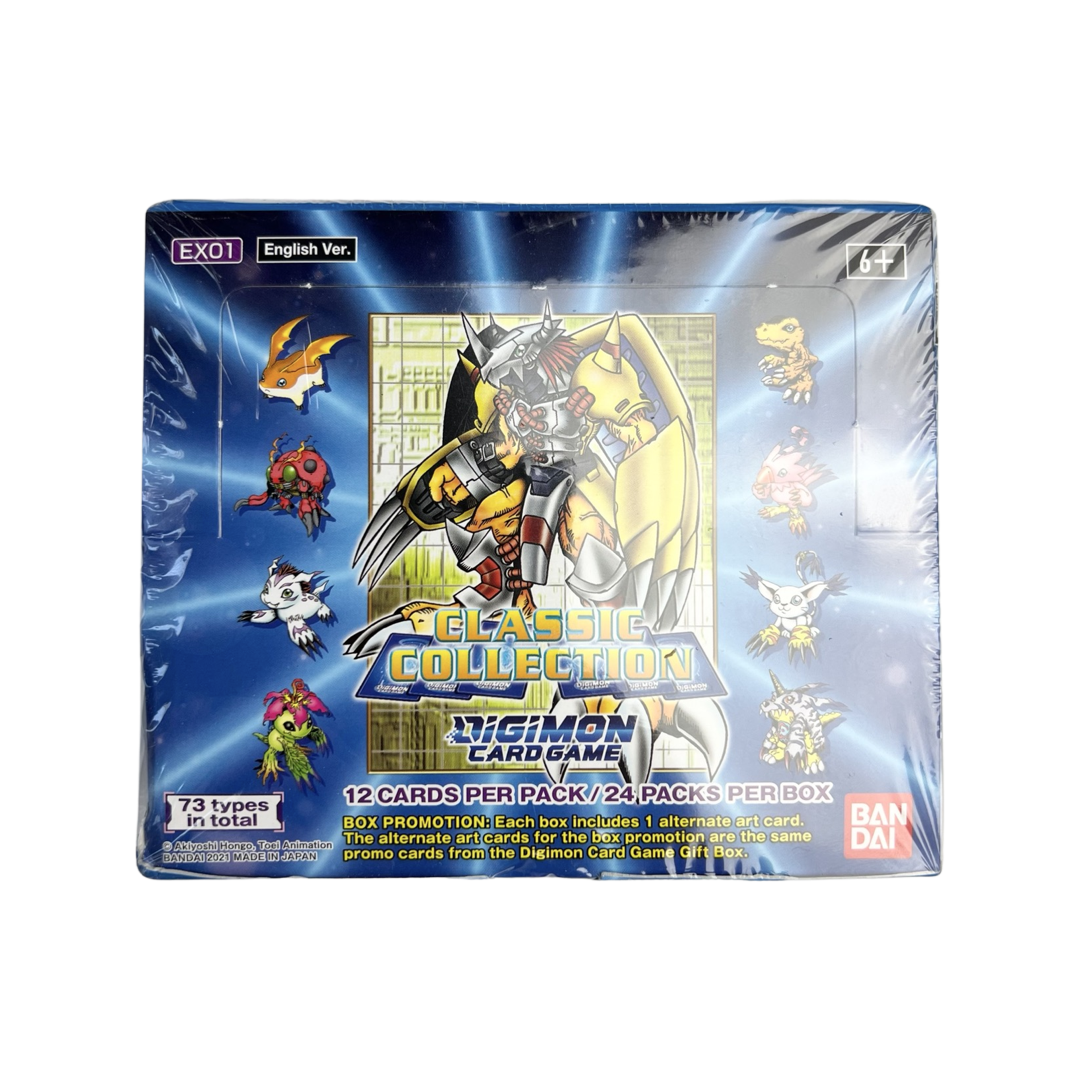 EX01
English Ver.
6+
CLASSIC
COLLECTION
DIGIMON
CARD GAME
12 CARDS PER PACK / 24 PACKS PER BOX
73 types
in total
BOX PROMOTION: Each box includes 1 alternate art card.
The alternate art cards for the box promotion are the same
promo cards from the Digimon Card Game Gift Box.
© Akiyoshi Hongo, Toei Animation
BANDAI 2021 MADE IN JAPAN
BAN
DAI